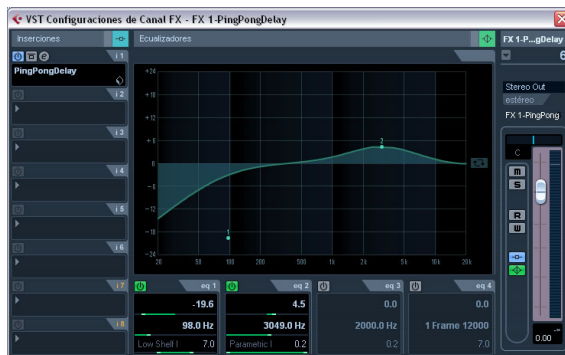 VST Configuraciones de Canal FX - FX 1-PingPongDelay
Inserciones
Ecualizadores
FX 1-P...gDelay
e
i 1
6
PingPongDelay
i 2
i 3
i 4
i 5
i 6
i 7
i 8
+24
+18
+12
+6
0
-6
-12
-18
-24
20
50
100
200
500
1k
2k
5k
10k
20k
1
2
Stereo Out
estéreo
FX 1-PingPong
C
M
S
R
W
0.00
-∞
eq 1
eq 2
eq 3
eq 4
-19.6
4.5
0.0
0.0
98.0 Hz
3049.0 Hz
2000.0 Hz
1 Frame 12000
Low Shelf I
7.0
Parametric I
0.2
0.2
7.0